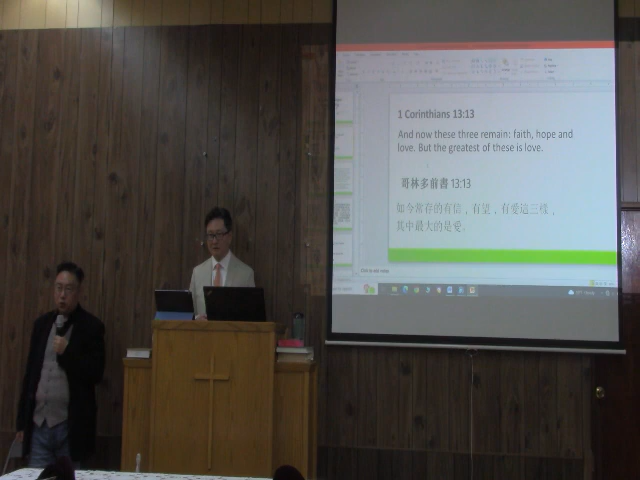 1 Corinthians 13:13
And now these three remain: faith, hope and
love. But the greatest of these is love.
哥林多前書 13:13
如今常存的有信，有望，有愛這三樣，
其中最大的是愛。